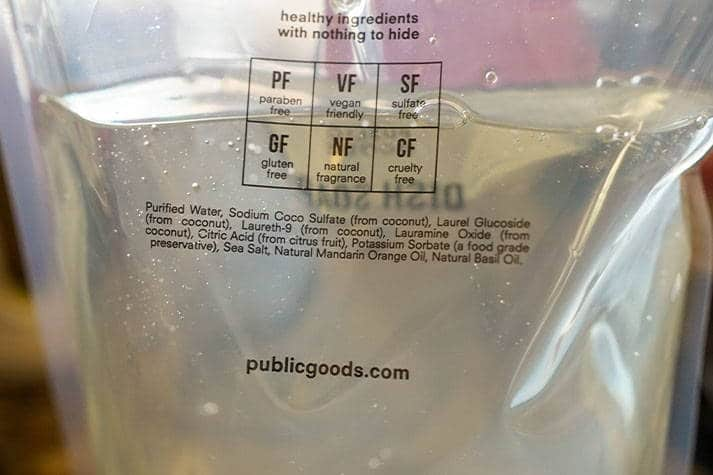 healthy ingredients
with nothing to hide
PF
paraben
free
VF
vegan
friendly
SF
sulfate
free
GF
gluten
free
NF
natural
fragrance
CF
cruelty
free
DISH SOAP
Purified Water, Sodium Coco Sulfate (from coconut), Laurel Glucoside
(from coconut), Laureth-9 (from coconut), Lauramine Oxide (from
coconut), Citric Acid (from citrus fruit), Potassium Sorbate (a food grade
preservative), Sea Salt, Natural Mandarin Orange Oil, Natural Basil Oil.
publicgoods.com